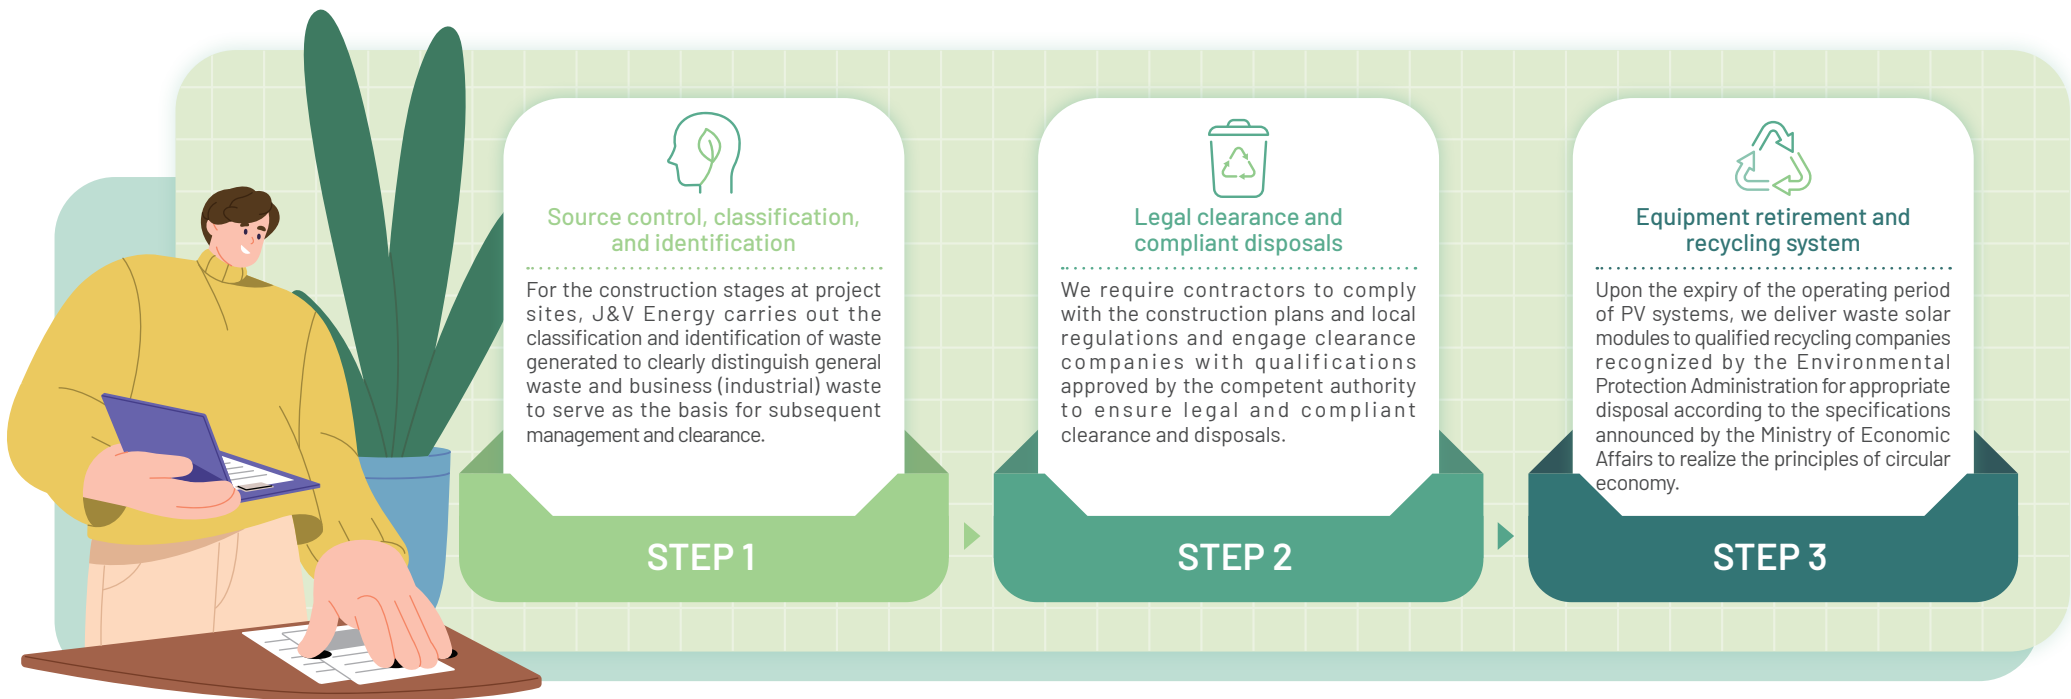 Source control, classification,
and identification
For the construction stages at project
sites, J&V Energy carries out the
classification and identification of waste
generated to clearly distinguish general
waste and business (industrial) waste
to serve as the basis for subsequent
management and clearance.
STEP 1
Legal clearance and
compliant disposals
We require contractors to comply
with the construction plans and local
regulations and engage clearance
companies with qualifications
approved by the competent authority
to ensure legal and compliant
clearance and disposals.
STEP 2
Equipment retirement and
recycling system
Upon the expiry of the operating period
of PV systems, we deliver waste solar
modules to qualified recycling companies
recognized by the Environmental
Protection Administration for appropriate
disposal according to the specifications
announced by the Ministry of Economic
Affairs to realize the principles of circular
economy.
STEP 3